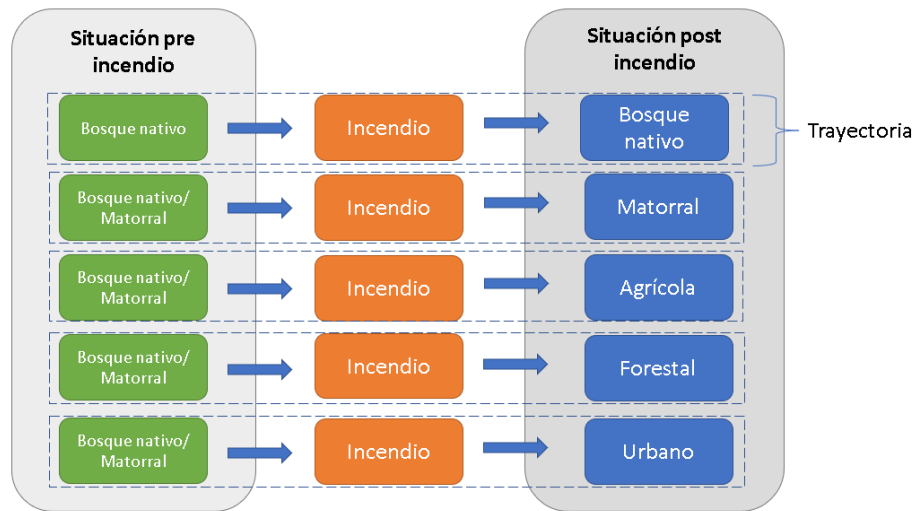 Situación pre
incendio
Situación post
incendio
Bosque nativo
Incendio
Bosque
nativo
Trayectoria
Bosque nativo/
Matorral
Incendio
Matorral
Bosque nativo/
Matorral
Incendio
Agrícola
Bosque nativo/
Matorral
Incendio
Forestal
Bosque nativo/
Matorral
Incendio
Urbano